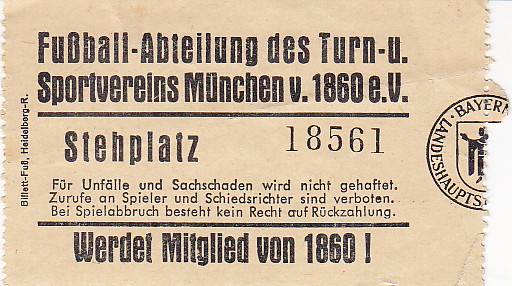 Fußball-Abteilung des Turn-u.
Sportvereins München v. 1860 e.V.
Stehplatz 18561
Für Unfälle und Sachschaden wird nicht gehaftet.
Zurufe an Spieler und Schiedsrichter sind verboten.
Bei Spielabbruch besteht kein Recht auf Rückzahlung.
Werdet Mitglied von 1860 !
Billett-Fuß, Heidelberg-R.
BAYERN
LANDESHAUPTS